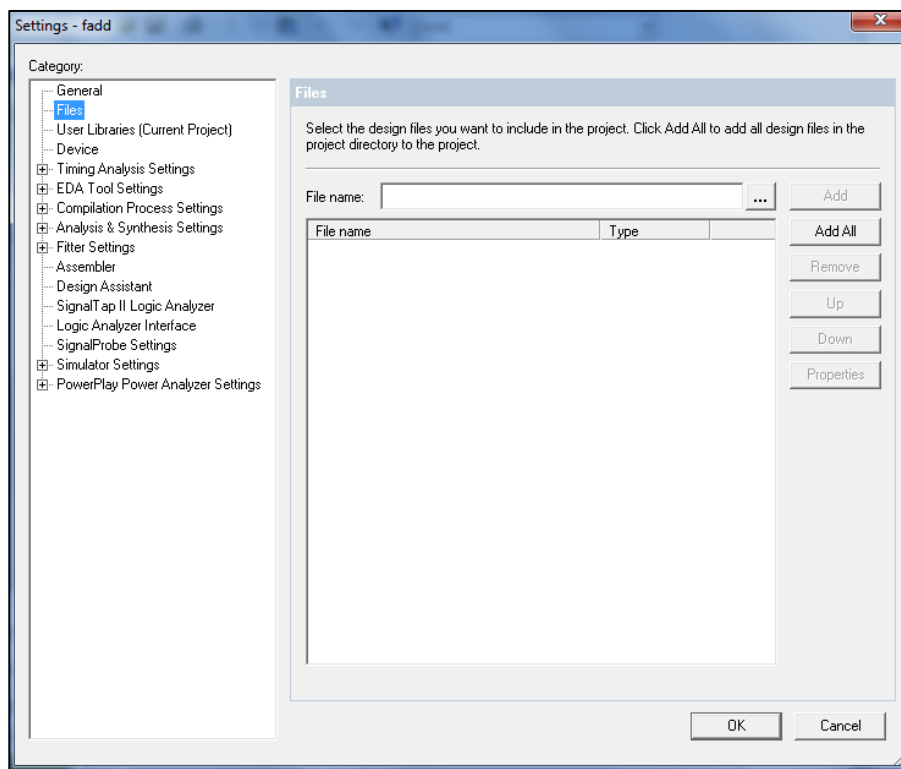 Settings - fadd
Category:
General
Files
User Libraries (Current Project)
Device
Timing Analysis Settings
EDA Tool Settings
Compilation Process Settings
Analysis & Synthesis Settings
Fitter Settings
Assembler
Design Assistant
SignalTap II Logic Analyzer
Logic Analyzer Interface
SignalProbe Settings
Simulator Settings
PowerPlay Power Analyzer Settings
Files
Select the design files you want to include in the project. Click Add All to add all design files in the
project directory to the project.
File name: ... Add
File name Type Add All
Remove
Up
Down
Properties
OK Cancel